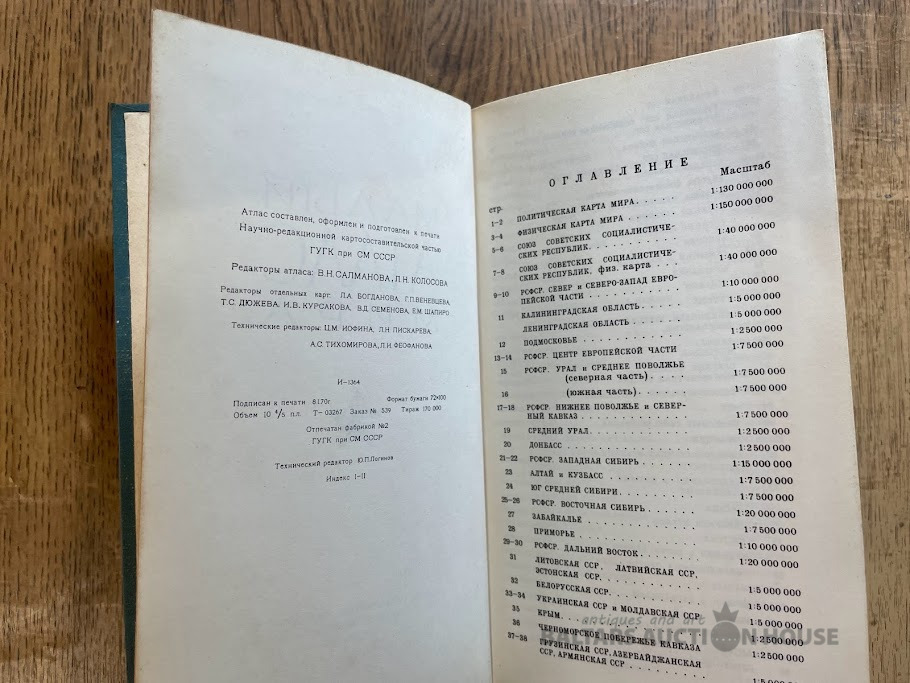 Атлас составлен, оформлен и подготовлен к печати
Научно-редакционной картосоставительской частью
ГУГК при СМ СССР
Редакторы атласа: В.Н.САЛМАНОВА, Л.Н. КОЛОСОВА
Редакторы отдельных карт: Л.А. БОГДАНОВА, Г.П.ВЕНЕВЦЕВА,
Т.С. ДЮЖЕВА, И.В. КУРСАКОВА, В.Д. СЕМЕНОВА, Е.М. ШАПИРО
Технические редакторы: Ц.М. ИОФИНА, Л.Н. ПИСКАРЕВА,
А.С. ТИХОМИРОВА, Л.И. ФЕОФАНОВА
И-1364
Подписан к печати 8 I 70г. Формат бумаги 72×100
Объем 10 4/5 п.л. Т-03267 Заказ № 539 Тираж 170 000
Отпечатан фабрикой №2
ГУГК при СМ СССР
Технический редактор Ю.П.Логинов
Индекс I-II
ОГЛАВЛЕНИЕ
стр. Масштаб
1-2 ПОЛИТИЧЕСКАЯ КАРТА МИРА . . . . . 1:130 000 000
3-4 ФИЗИЧЕСКАЯ КАРТА МИРА . . . . . . 1:150 000 000
5-6 СОЮЗ СОВЕТСКИХ СОЦИАЛИСТИЧЕ-
СКИХ РЕСПУБЛИК. . . . . . . . . 1:40 000 000
7-8 СОЮЗ СОВЕТСКИХ СОЦИАЛИСТИЧЕ-
СКИХ РЕСПУБЛИК, физ. карта . . . 1:40 000 000
9-10 РСФСР. СЕВЕР и СЕВЕРО-ЗАПАД ЕВРО-
ПЕЙСКОЙ ЧАСТИ . . . . . . . . . 1:10 000 000
11 КАЛИНИНГРАДСКАЯ ОБЛАСТЬ . . . . 1:5 000 000
ЛЕНИНГРАДСКАЯ ОБЛАСТЬ . . . . . 1:5 000 000
12 ПОДМОСКОВЬЕ . . . . . . . . . . 1:2 500 000
13-14 РСФСР. ЦЕНТР ЕВРОПЕЙСКОЙ ЧАСТИ 1:7 500 000
15 РСФСР. УРАЛ и СРЕДНЕЕ ПОВОЛЖЬЕ
(северная часть) . . . . 1:7 500 000
16 (южная часть) . . . . . 1:7 500 000
17-18 РСФСР. НИЖНЕЕ ПОВОЛЖЬЕ и СЕВЕР-
НЫЙ КАВКАЗ . . . . . . . . . . 1:7 500 000
19 СРЕДНИЙ УРАЛ. . . . . . . . . . 1:2 500 000
20 ДОНБАСС . . . . . . . . . . . . 1:2 500 000
21-22 РСФСР. ЗАПАДНАЯ СИБИРЬ . . . . . 1:15 000 000
23 АЛТАЙ и КУЗБАСС . . . . . . . . 1:7 500 000
24 ЮГ СРЕДНЕЙ СИБИРИ. . . . . . . . 1:7 500 000
25-26 РСФСР. ВОСТОЧНАЯ СИБИРЬ . . . . . 1:20 000 000
27 ЗАБАЙКАЛЬЕ . . . . . . . . . . 1:7 500 000
28 ПРИМОРЬЕ . . . . . . . . . . . 1:10 000 000
29-30 РСФСР. ДАЛЬНИЙ ВОСТОК . . . . . . 1:20 000 000
31 ЛИТОВСКАЯ ССР, ЛАТВИЙСКАЯ ССР,
ЭСТОНСКАЯ ССР. . . . . . . . . . 1:5 000 000
32 БЕЛОРУССКАЯ ССР. . . . . . . . . 1:5 000 000
33-34 УКРАИНСКАЯ ССР и МОЛДАВСКАЯ ССР 1:5 000 000
35 КРЫМ. . . . . . . . . . . . . . 1:2 500 000
36 ЧЕРНОМОРСКОЕ ПОБЕРЕЖЬЕ КАВКАЗА 1:2 500 000
37-38 ГРУЗИНСКАЯ ССР, АЗЕРБАЙДЖАНСКАЯ
ССР, АРМЯНСКАЯ ССР . . . . . . .
antiques and art
BALTARS AUCTION HOUSE